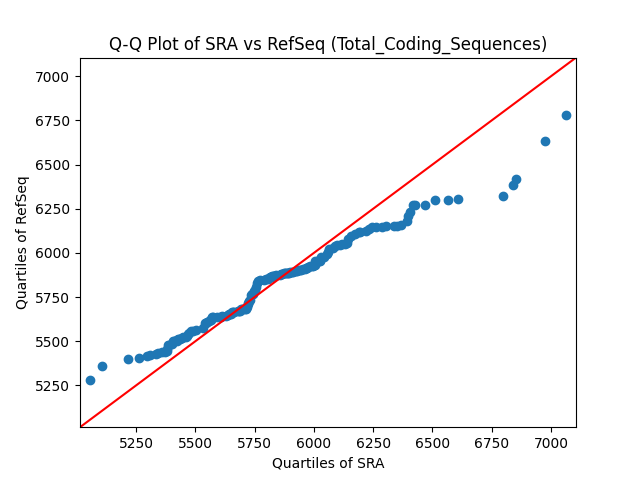 Q-Q Plot of SRA vs RefSeq (Total_Coding_Sequences)
7000
6750
6500
6250
6000
5750
5500
5250
Quartiles of RefSeq
5250 5500 5750 6000 6250 6500 6750 7000
Quartiles of SRA